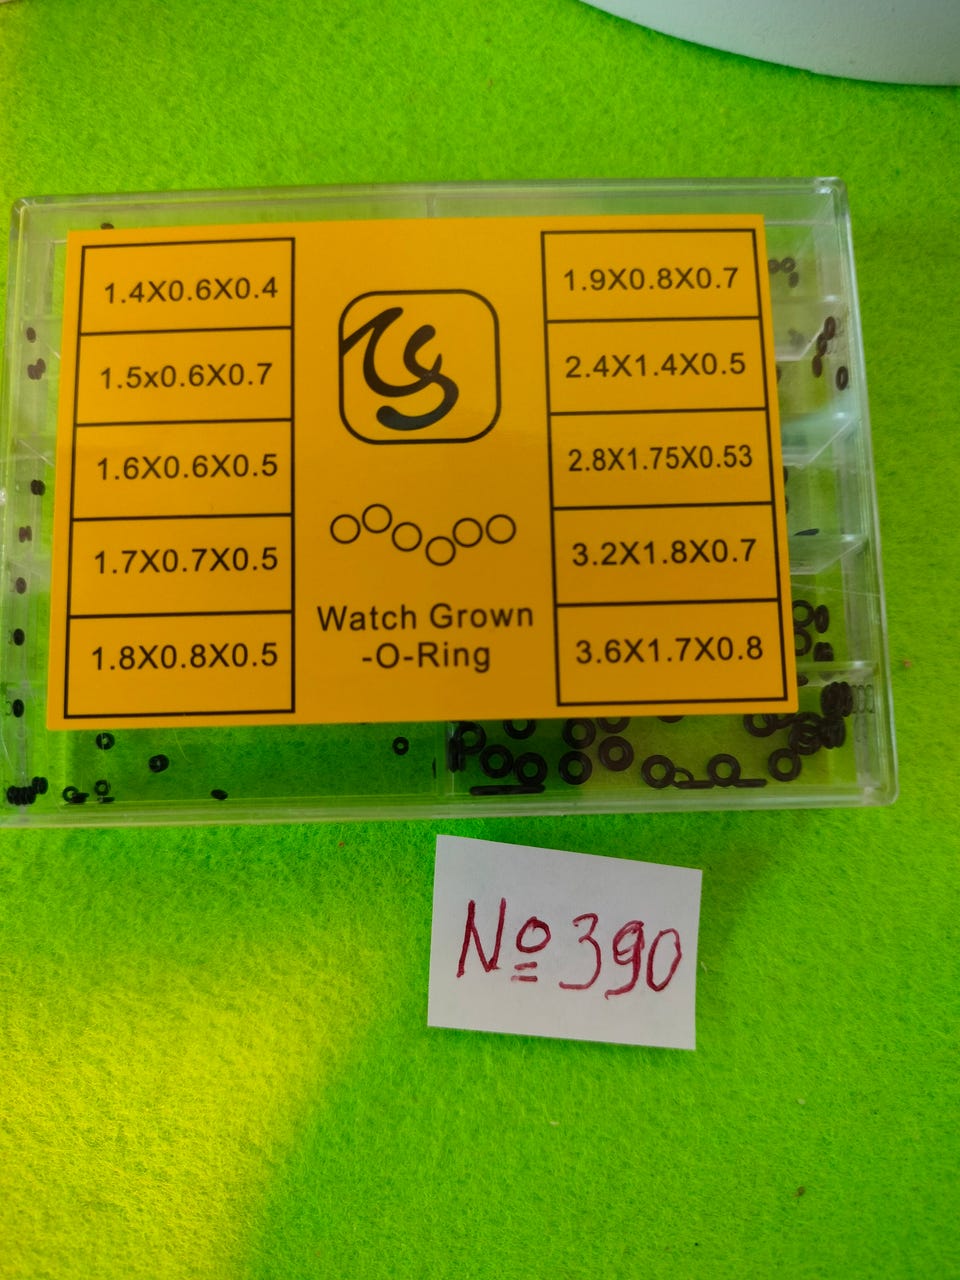 1.4X0.6X0.4
1.5x0.6X0.7
1.6X0.6X0.5
1.7X0.7X0.5
1.8X0.8X0.5
Watch Grown
-O-Ring
1.9X0.8X0.7
2.4X1.4X0.5
2.8X1.75X0.53
3.2X1.8X0.7
3.6X1.7X0.8
№ 390